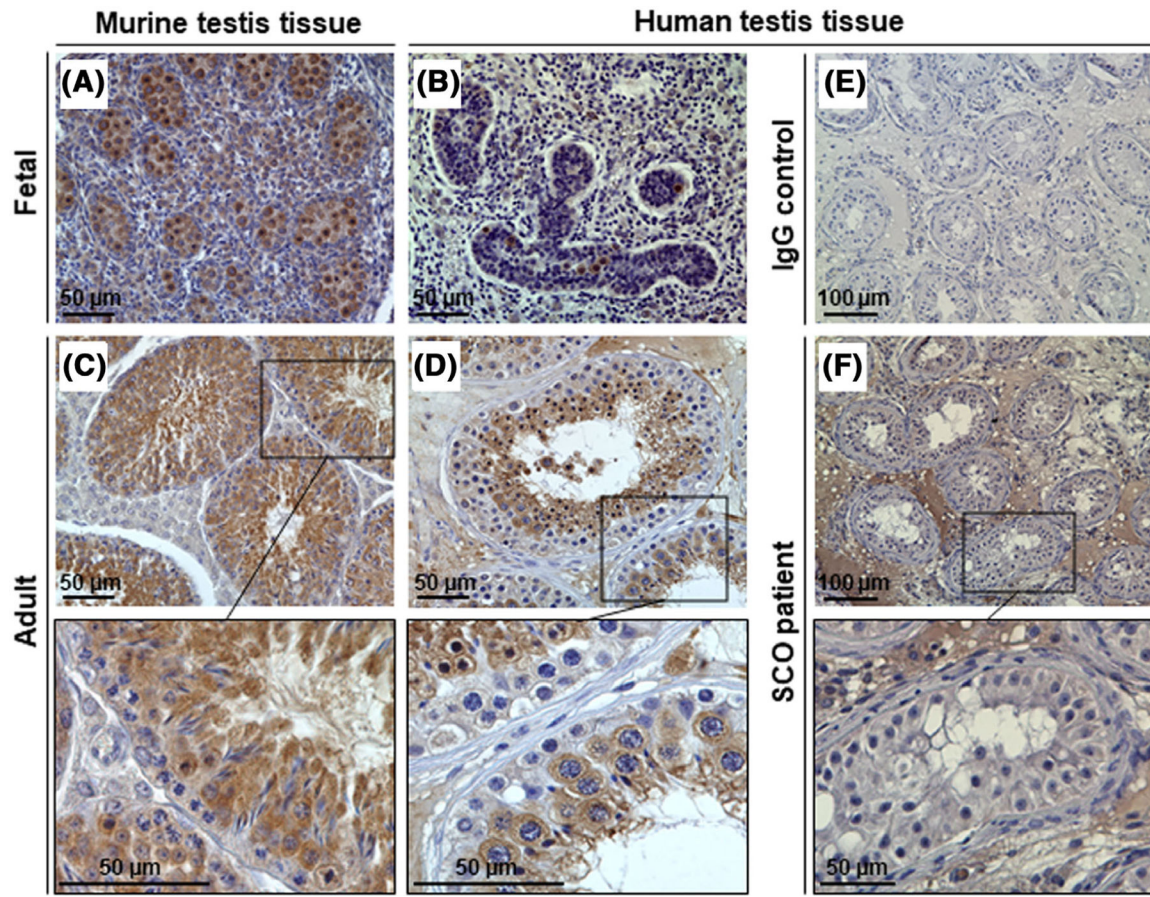 Murine testis tissue
Human testis tissue
Fetal
(A)
50 µm
(B)
50 µm
IgG control
(E)
100 µm
Adult
(C)
50 µm
(D)
50 µm
SCO patient
(F)
100 µm
50 µm
50 µm
50 µm